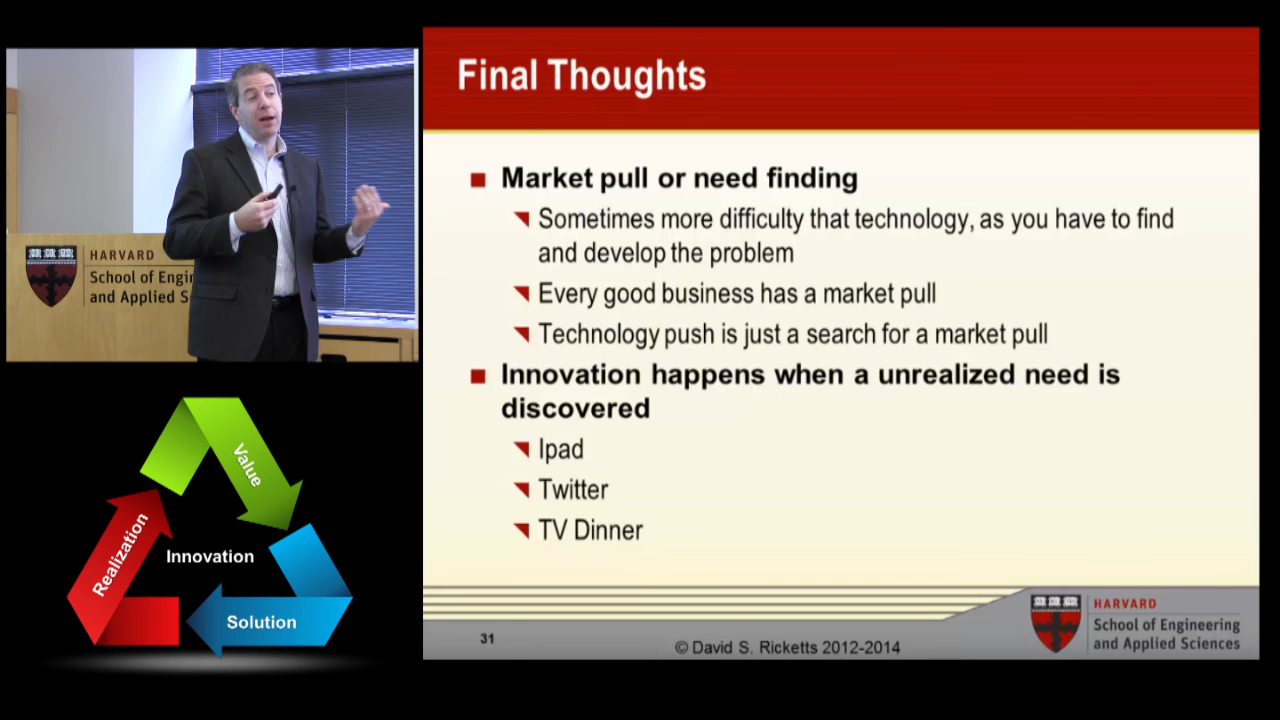 Final Thoughts
Market pull or need finding
Sometimes more difficulty that technology, as you have to find
and develop the problem
Every good business has a market pull
Technology push is just a search for a market pull
Innovation happens when a unrealized need is
discovered
Ipad
Twitter
TV Dinner
31
© David S. Ricketts 2012-2014
HARVARD
School of Engineering
and Applied Sciences
HARVARD
School of Engin
and Applied S
Value
Realization
Innovation
Solution